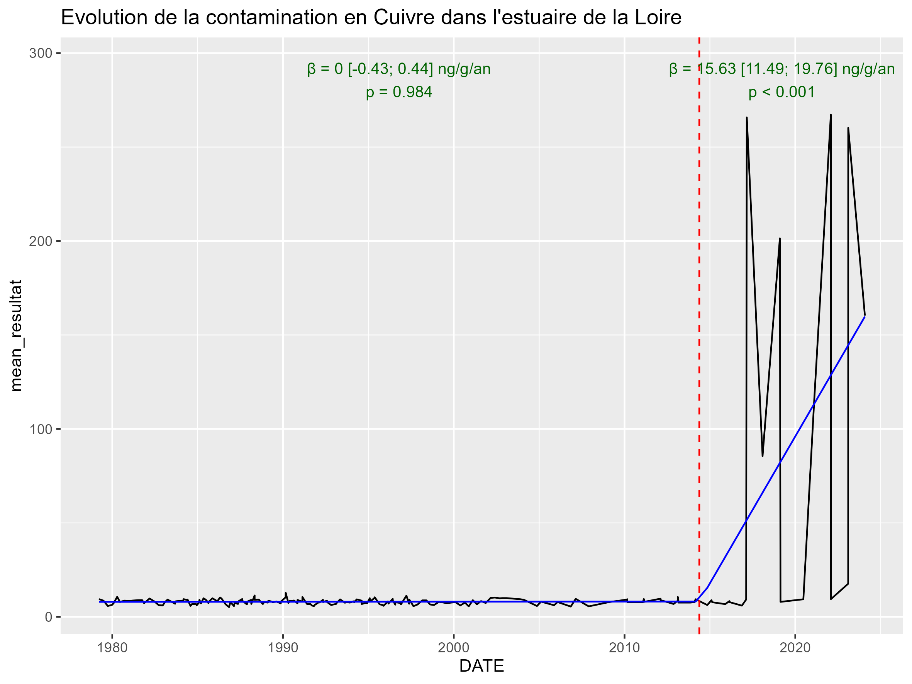 Evolution de la contamination en Cuivre dans l'estuaire de la Loire
β = 0 [-0.43; 0.44] ng/g/an
p = 0.984
β = 15.63 [11.49; 19.76] ng/g/an
p < 0.001
300
200
100
0
mean_resultat
1980
1990
2000
2010
2020
DATE